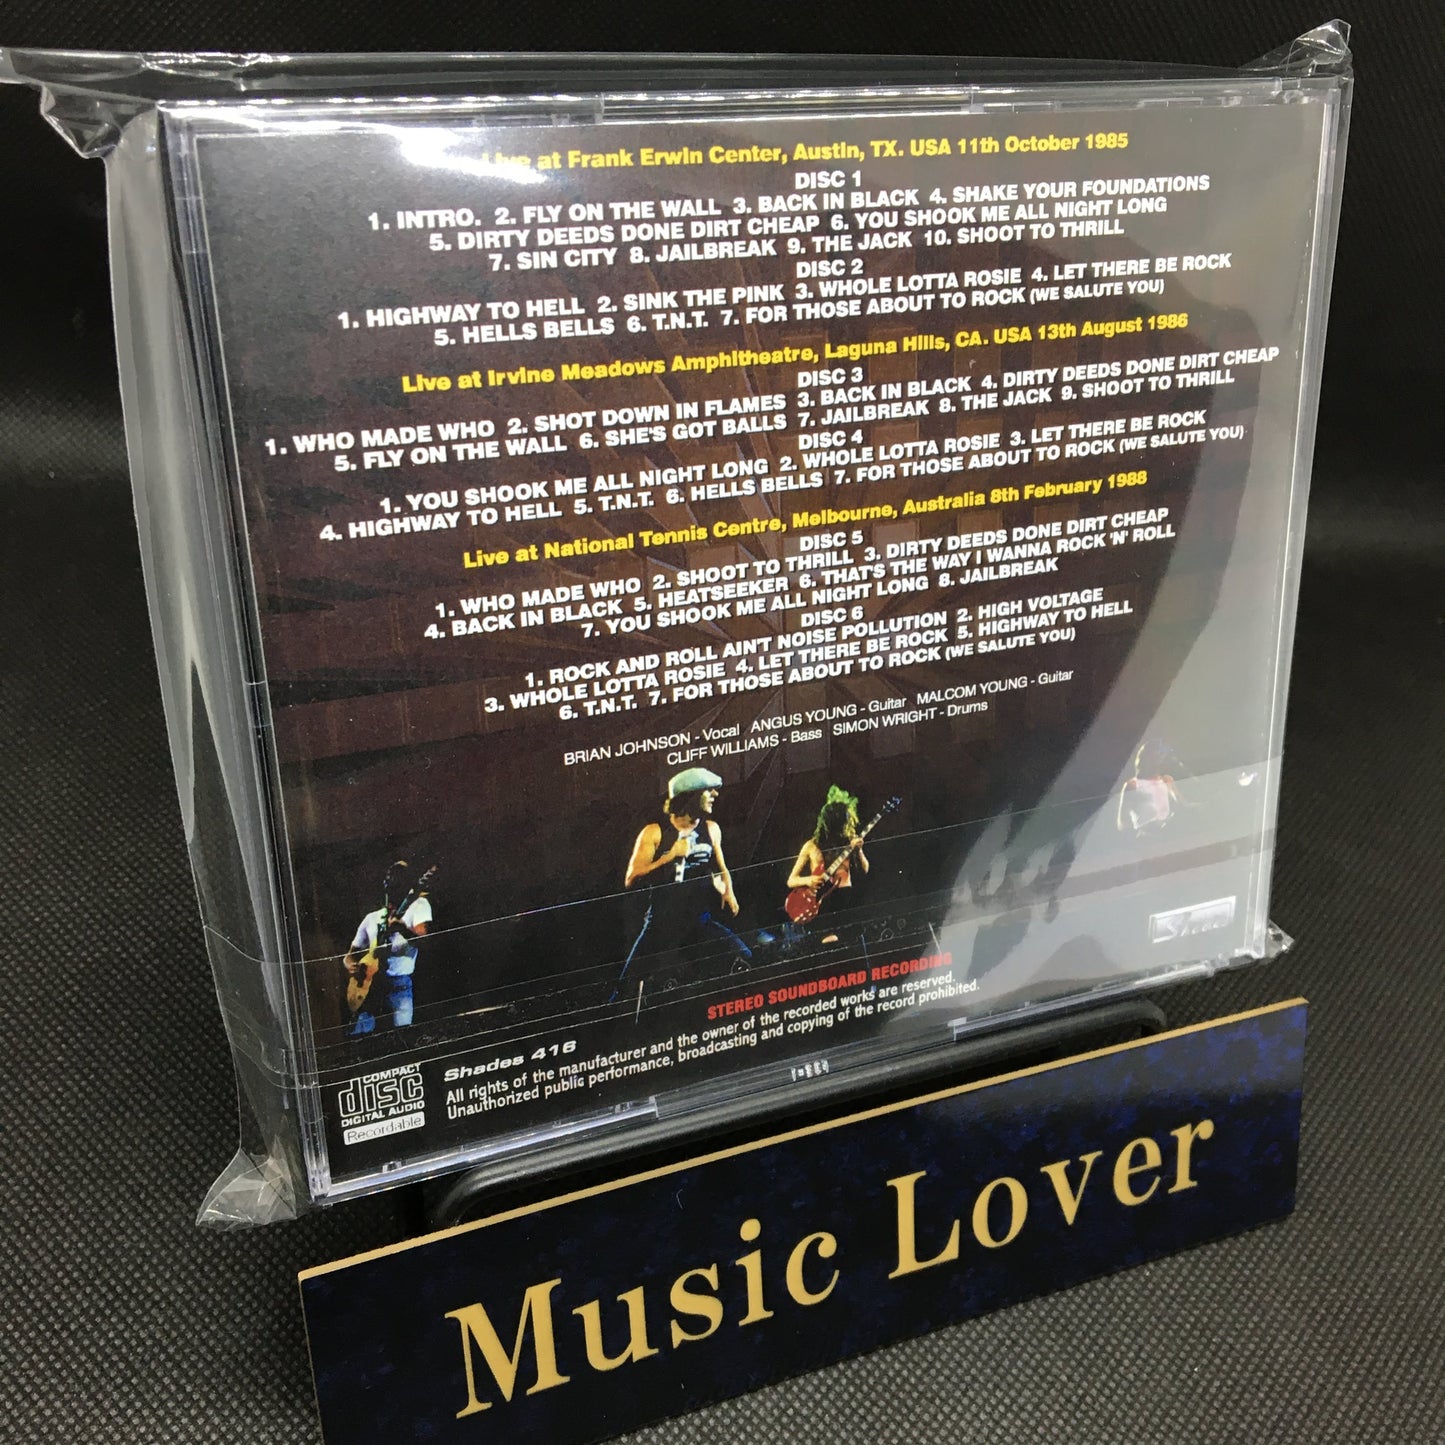 Live at Frank Erwin Center, Austin, TX. USA 11th October 1985
DISC 1
1. INTRO. 2. FLY ON THE WALL 3. BACK IN BLACK 4. SHAKE YOUR FOUNDATIONS
5. DIRTY DEEDS DONE DIRT CHEAP 6. YOU SHOOK ME ALL NIGHT LONG
7. SIN CITY 8. JAILBREAK 9. THE JACK 10. SHOOT TO THRILL
DISC 2
1. HIGHWAY TO HELL 2. SINK THE PINK 3. WHOLE LOTTA ROSIE 4. LET THERE BE ROCK
5. HELLS BELLS 6. T.N.T. 7. FOR THOSE ABOUT TO ROCK (WE SALUTE YOU)
Live at Irvine Meadows Amphitheatre, Laguna Hills, CA. USA 13th August 1986
DISC 3
1. WHO MADE WHO 2. SHOT DOWN IN FLAMES 3. BACK IN BLACK 4. DIRTY DEEDS DONE DIRT CHEAP
5. FLY ON THE WALL 6. SHE'S GOT BALLS 7. JAILBREAK 8. THE JACK 9. SHOOT TO THRILL
DISC 4
1. YOU SHOOK ME ALL NIGHT LONG 2. WHOLE LOTTA ROSIE 3. LET THERE BE ROCK
4. HIGHWAY TO HELL 5. T.N.T. 6. HELLS BELLS 7. FOR THOSE ABOUT TO ROCK (WE SALUTE YOU)
Live at National Tennis Centre, Melbourne, Australia 8th February 1988
DISC 5
1. WHO MADE WHO 2. SHOOT TO THRILL 3. DIRTY DEEDS DONE DIRT CHEAP
4. BACK IN BLACK 5. HEATSEEKER 6. THAT'S THE WAY I WANNA ROCK 'N' ROLL
7. YOU SHOOK ME ALL NIGHT LONG 8. JAILBREAK
DISC 6
1. ROCK AND ROLL AIN'T NOISE POLLUTION 2. HIGH VOLTAGE
3. WHOLE LOTTA ROSIE 4. LET THERE BE ROCK 5. HIGHWAY TO HELL
6. T.N.T. 7. FOR THOSE ABOUT TO ROCK (WE SALUTE YOU)
BRIAN JOHNSON - Vocal ANGUS YOUNG - Guitar MALCOM YOUNG - Guitar
CLIFF WILLIAMS - Bass SIMON WRIGHT - Drums
Shades
STEREO SOUNDBOARD RECORDING
COMPACT
disc
DIGITAL AUDIO
Recordable
Shades 416
All rights of the manufacturer and the owner of the recorded works are reserved.
Unauthorized public performance, broadcasting and copying of the record prohibited.
Music Lover